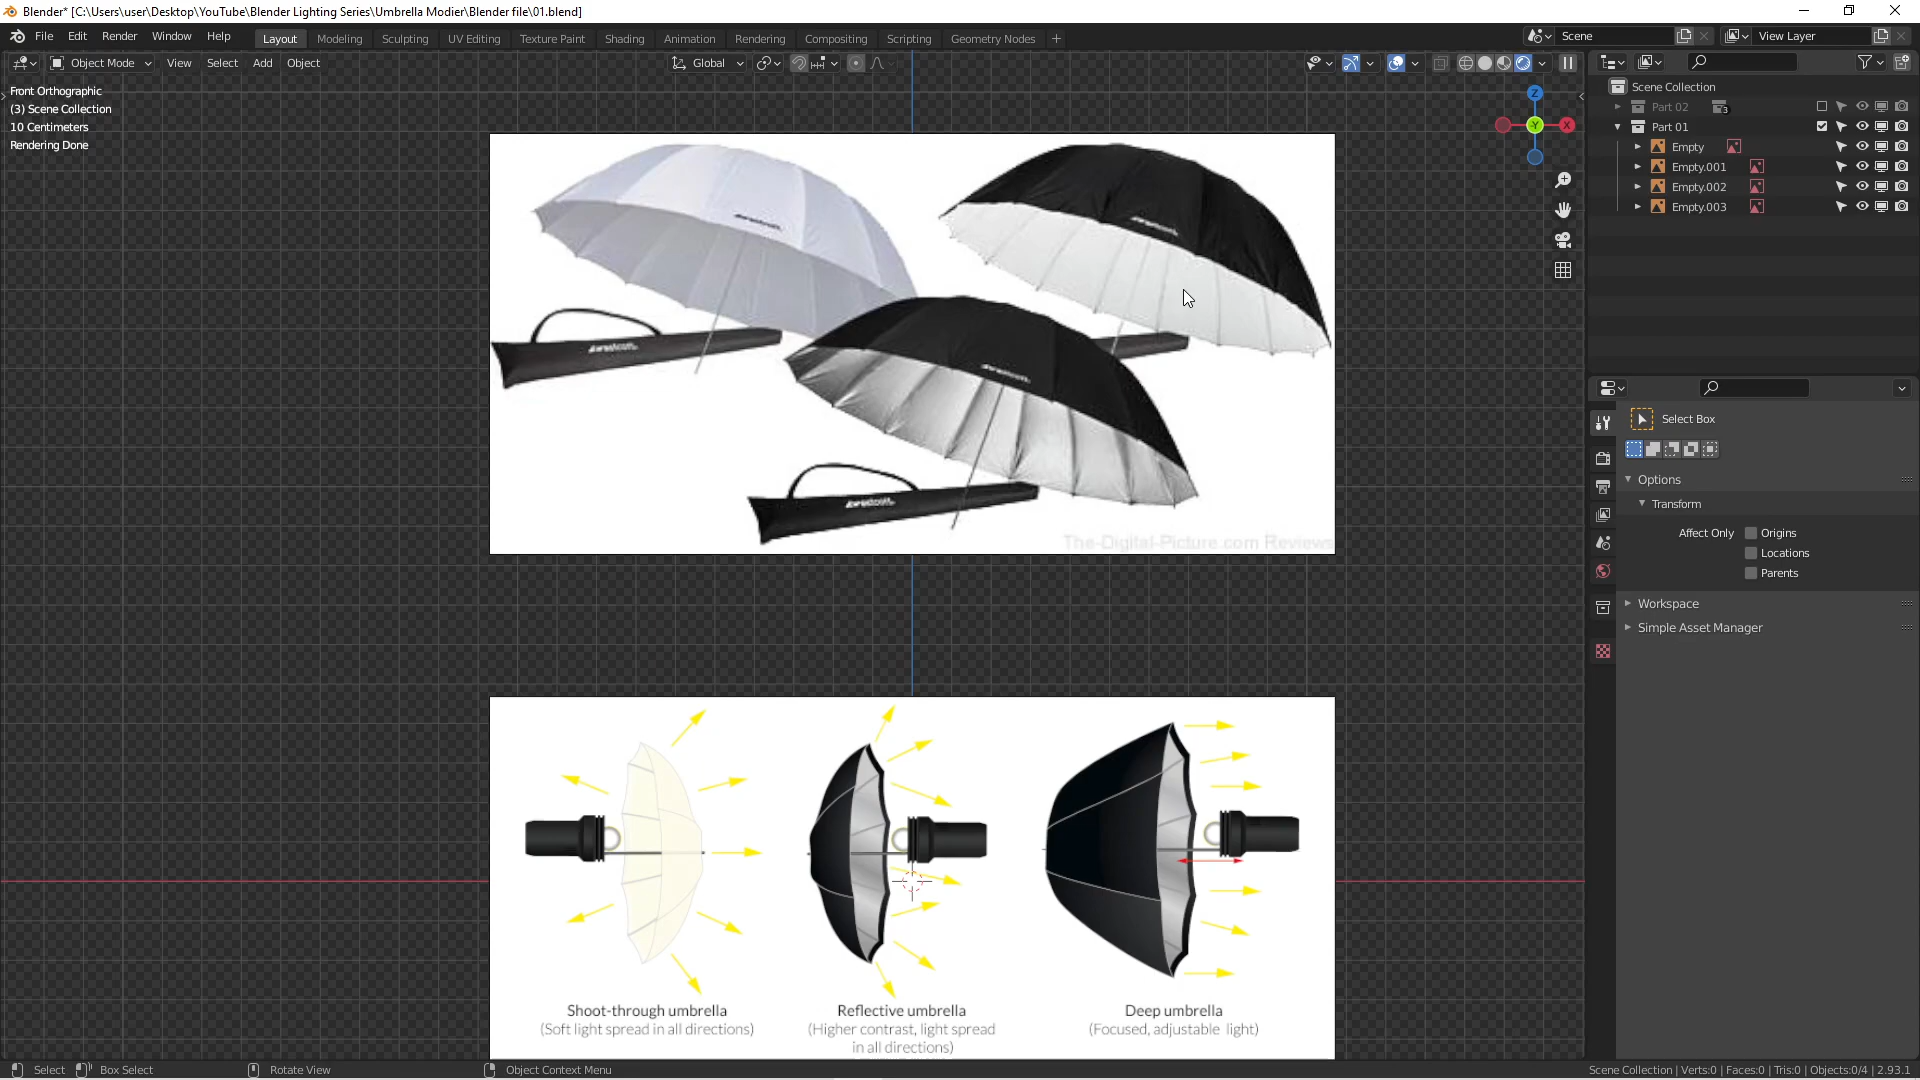 Blender* [C:\Users\user\Desktop\YouTube\Blender Lighting Series\Umbrella Modier\Blender file\01.blend]
File Edit Render Window Help
Layout Modeling Sculpting UV Editing Texture Paint Shading Animation Rendering Compositing Scripting Geometry Nodes +
Scene
View Layer
Object Mode View Select Add Object
Global
Front Orthographic
(3) Scene Collection
10 Centimeters
Rendering Done
Z
-Y
X
Scene Collection
Part 02
3
Part 01
Empty
Empty.001
Empty.002
Empty.003
Select Box
Options
Transform
Affect Only Origins
Locations
Parents
Workspace
Simple Asset Manager
The-Digital-Picture.com Reviews
Shoot-through umbrella
(Soft light spread in all directions)
Reflective umbrella
(Higher contrast, light spread
in all directions)
Deep umbrella
(Focused, adjustable light)
Select Box Select Rotate View Object Context Menu
Scene Collection | Verts:0 | Faces:0 | Tris:0 | Objects:0/4 | 2.93.1